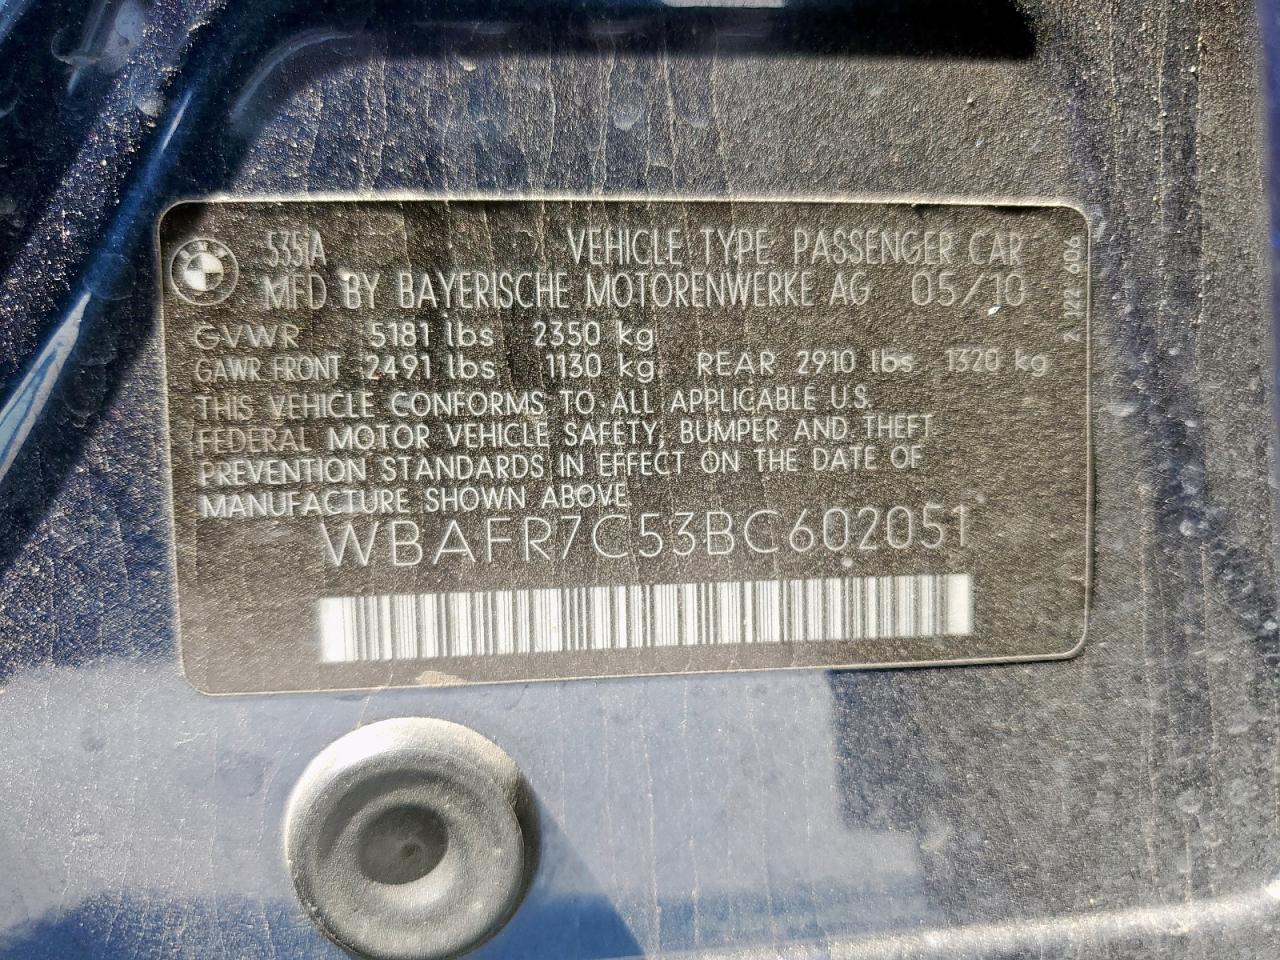 535iA VEHICLE TYPE PASSENGER CAR
MFD BY BAYERISCHE MOTORENWERKE AG 05/10
GVWR 5181 lbs 2350 kg
GAWR FRONT 2491 lbs 1130 kg REAR 2910 lbs 1320 kg
THIS VEHICLE CONFORMS TO ALL APPLICABLE U.S.
FEDERAL MOTOR VEHICLE SAFETY, BUMPER AND THEFT
PREVENTION STANDARDS IN EFFECT ON THE DATE OF
MANUFACTURE SHOWN ABOVE
WBAFR7C53BC602051
606